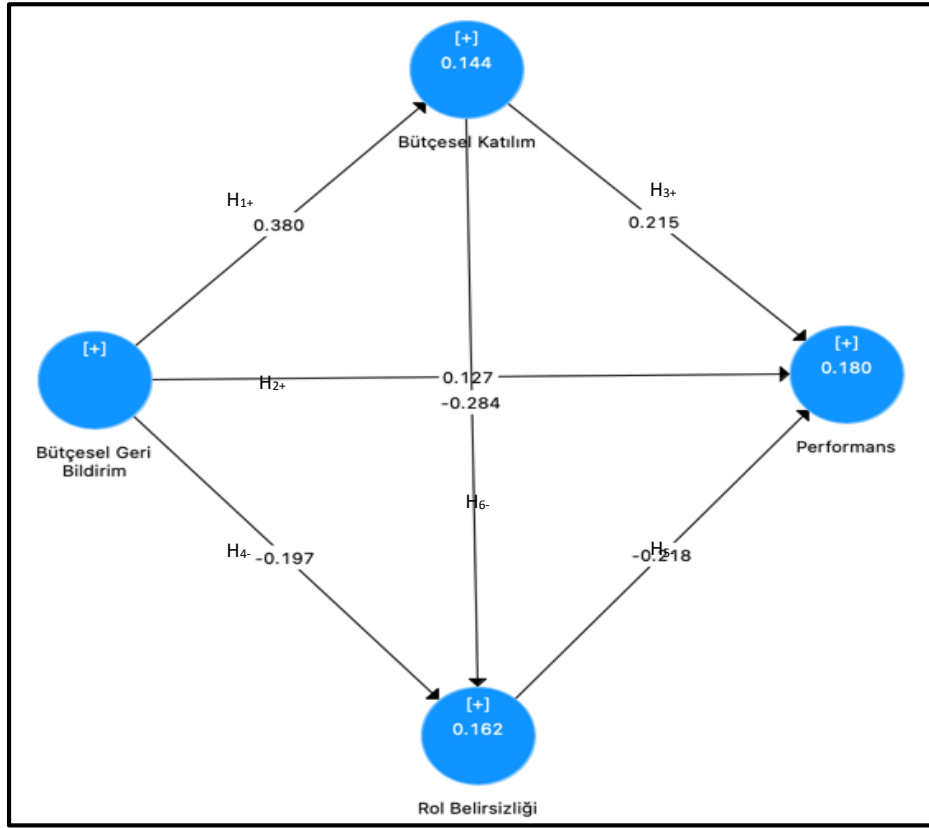 [+]
0.144
Bütçesel Katılım
H1+
0.380
H3+
0.215
[+]
Bütçesel Geri
Bildirim
H2+
0.127
-0.284
[+]
0.180
Performans
H6-
H4-
-0.197
H5-
-0.218
[+]
0.162
Rol Belirsizliği